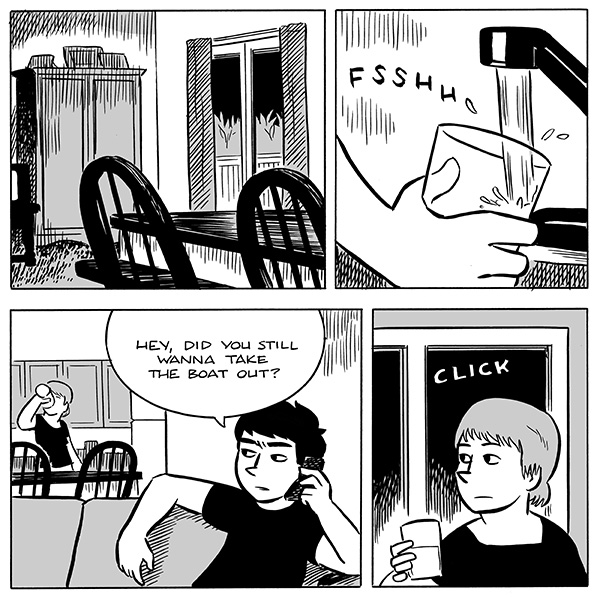 FSSHH
HEY, DID YOU STILL
WANNA TAKE
THE BOAT OUT?
CLICK